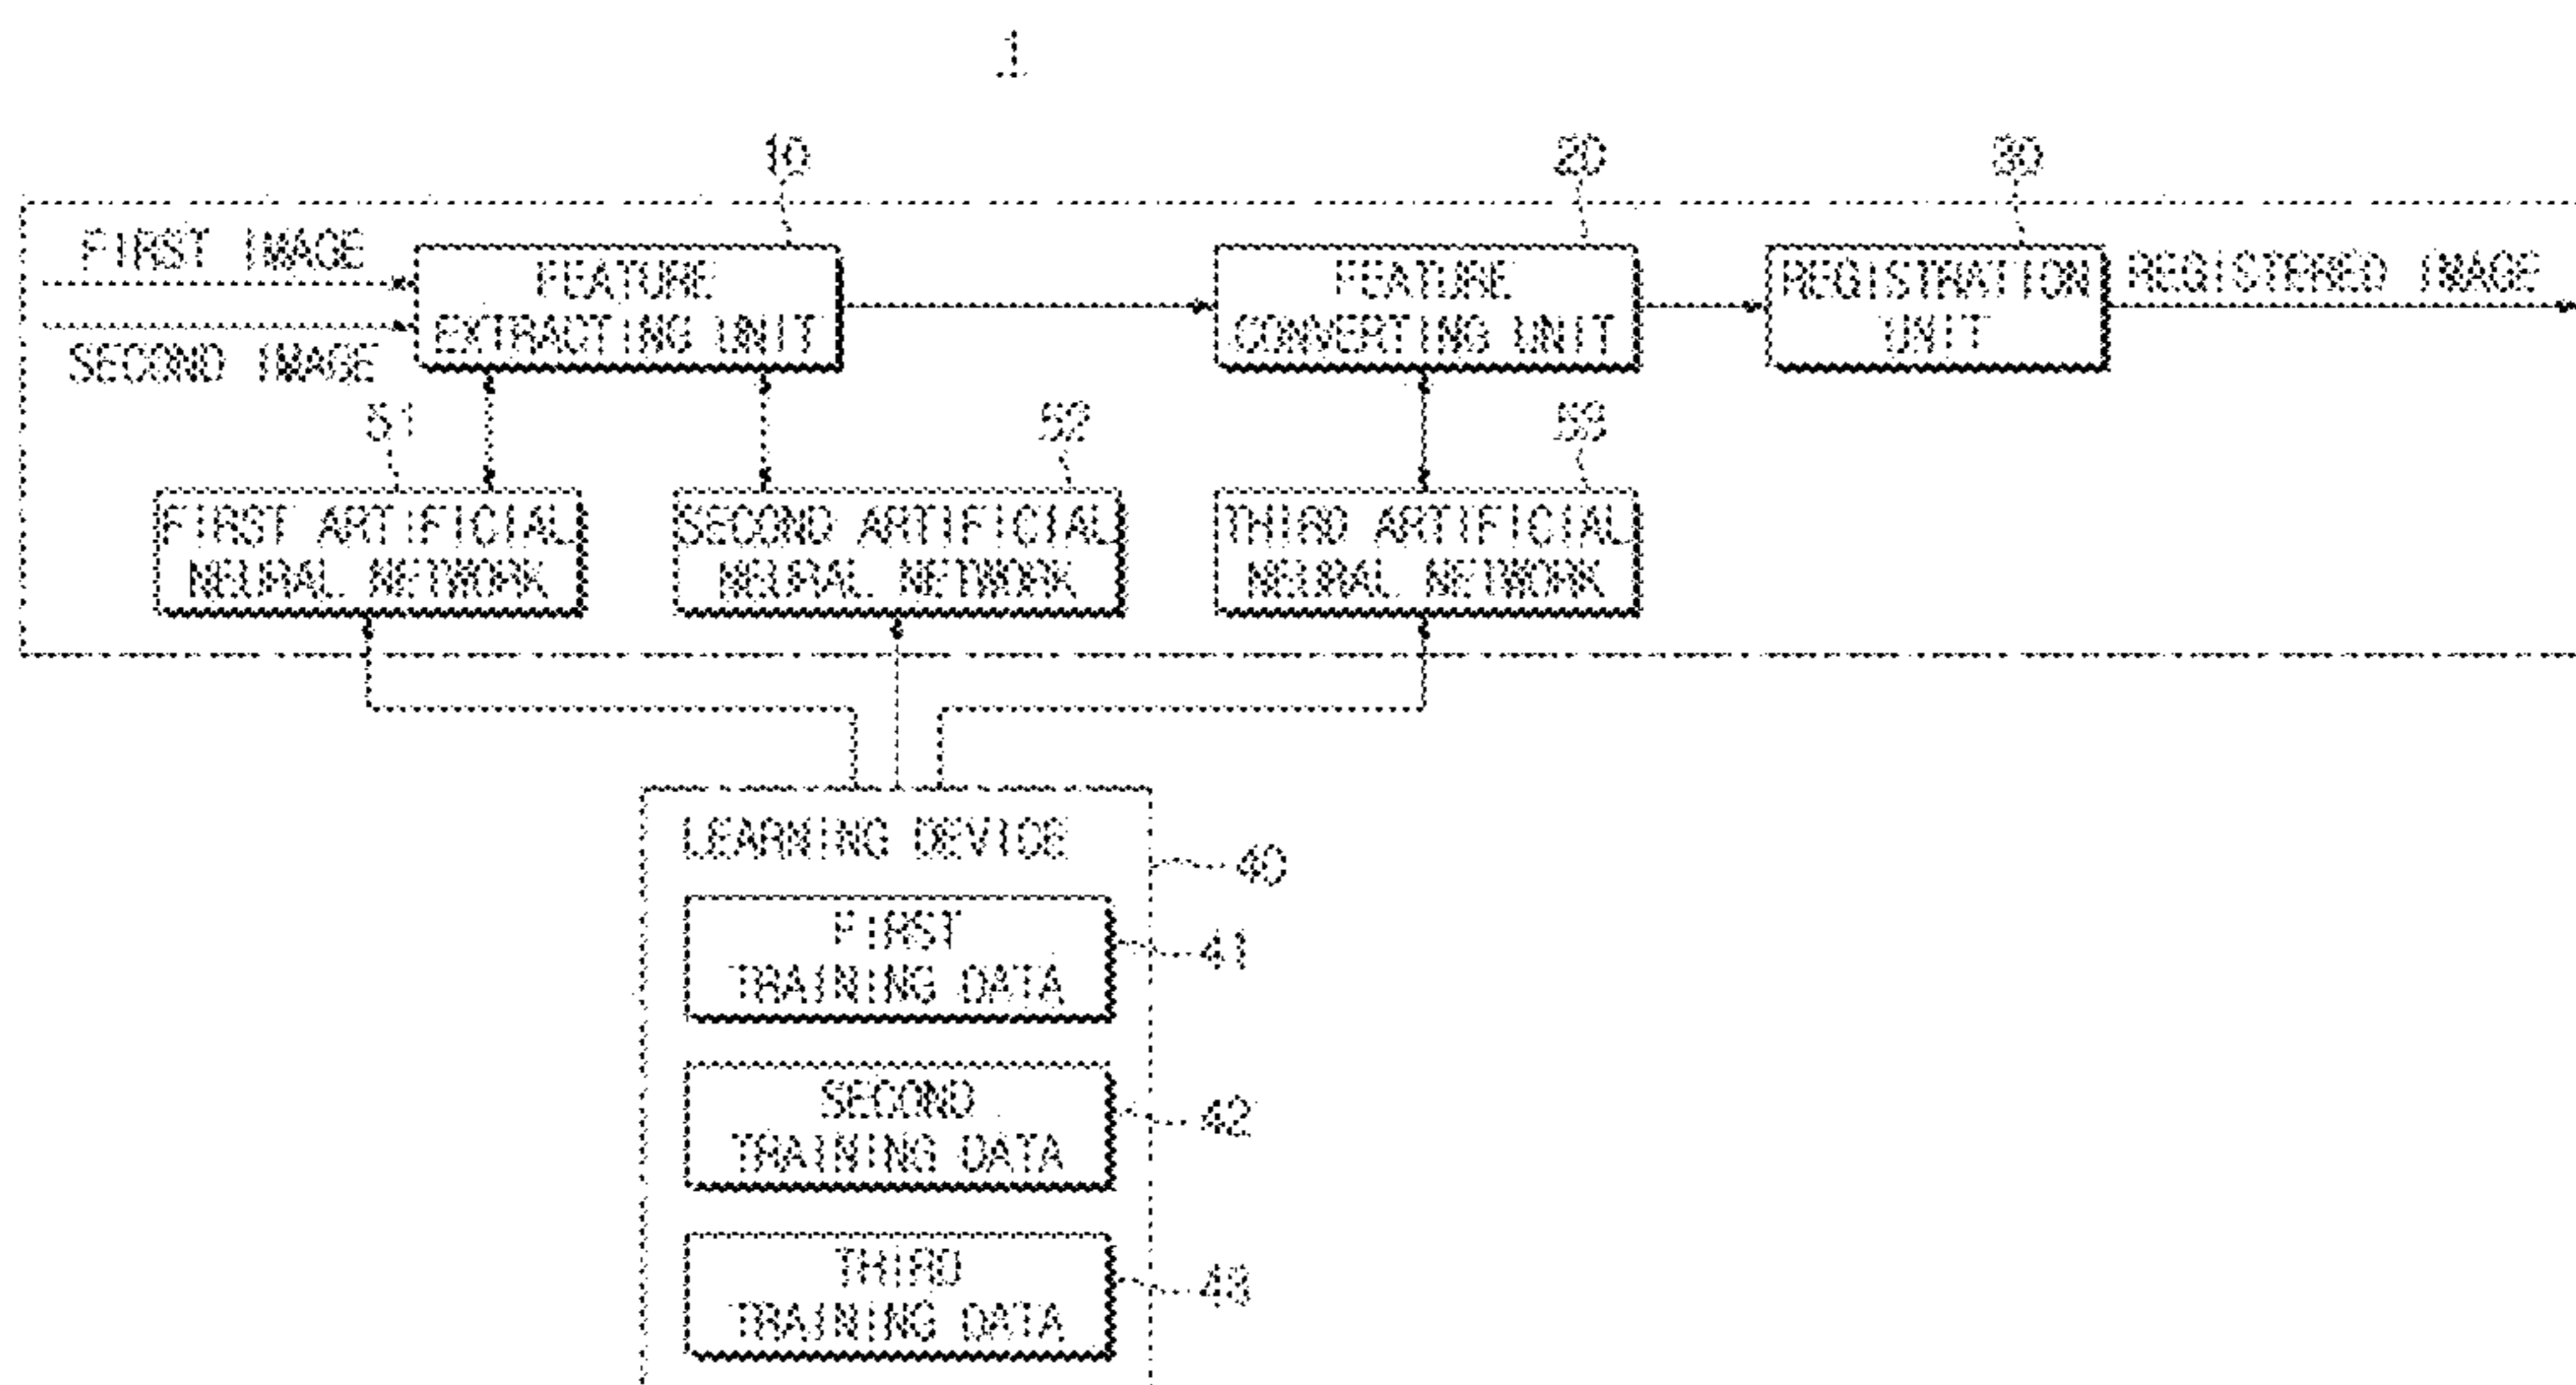 1
10
20
30
FIRST IMAGE
SECOND IMAGE
FEATURE
EXTRACTING UNIT
FEATURE
CONVERTING UNIT
REGISTRATION
UNIT
REGISTERED IMAGE
51
52
53
FIRST ARTIFICIAL
NEURAL NETWORK
SECOND ARTIFICIAL
NEURAL NETWORK
THIRD ARTIFICIAL
NEURAL NETWORK
LEARNING DEVICE
40
FIRST
TRAINING DATA
41
SECOND
TRAINING DATA
42
THIRD
TRAINING DATA
43